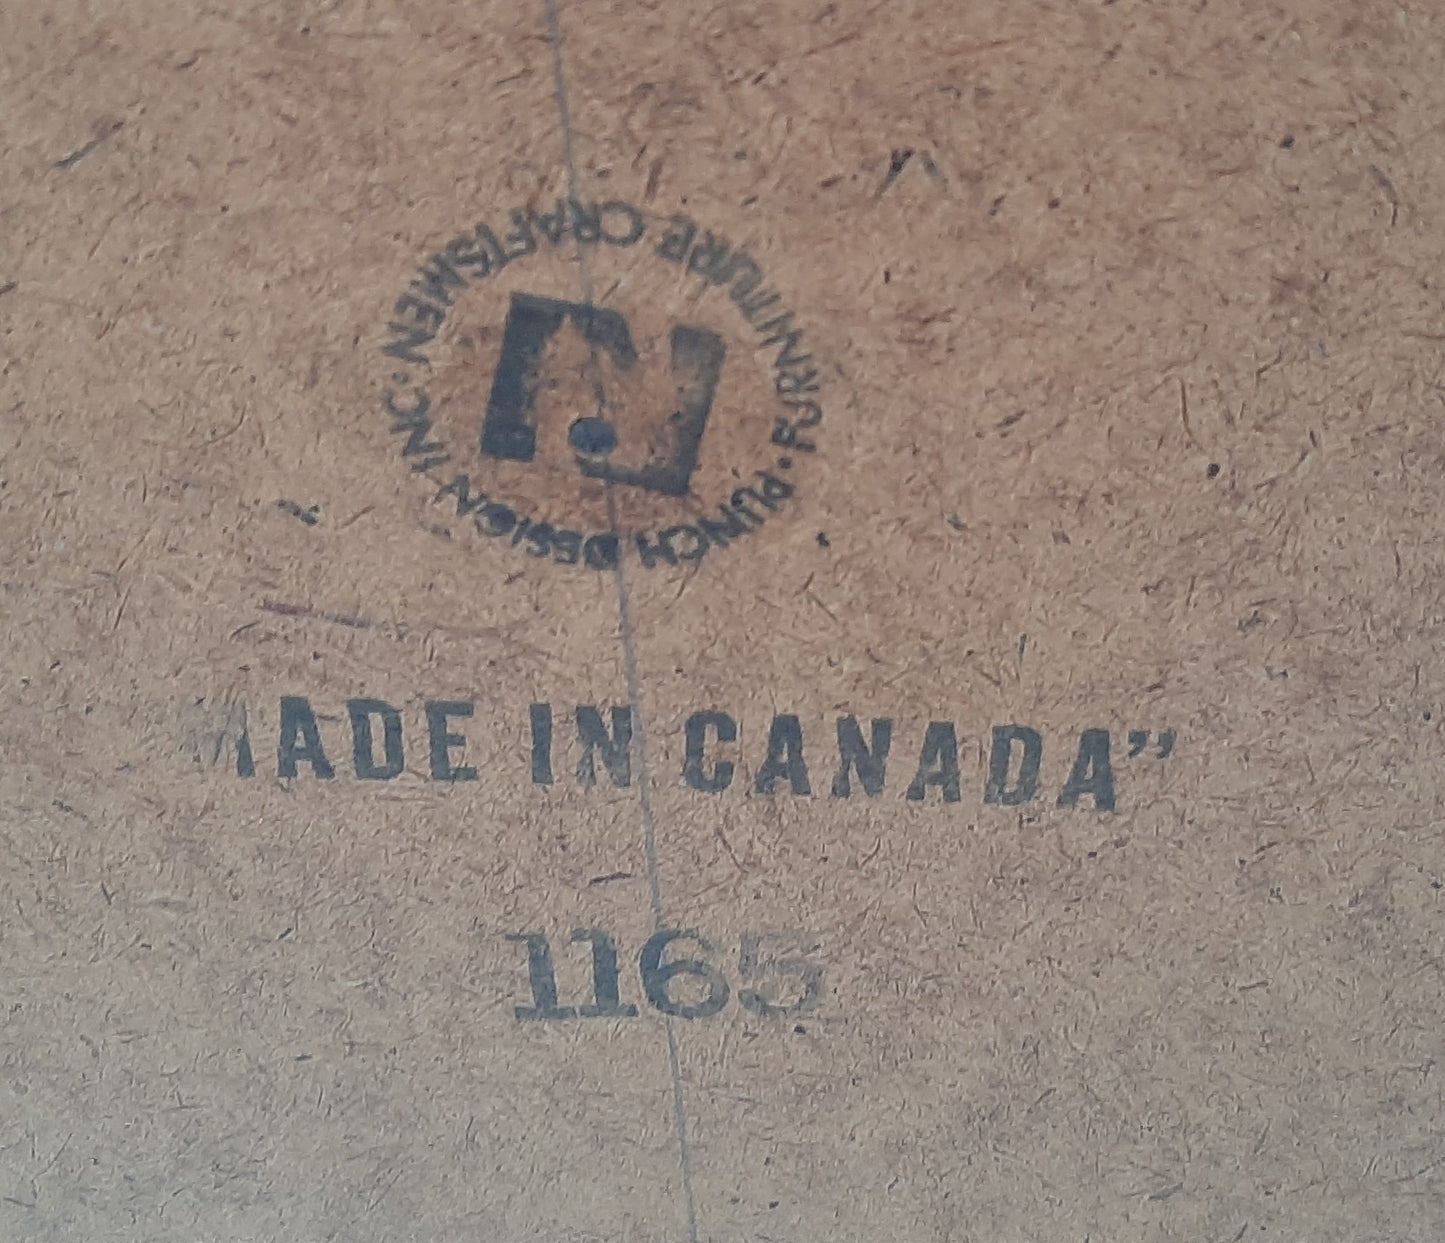 PUNCH DESIGN INC · FURNITURE CRAFTSMEN ·
MADE IN CANADA”
1165